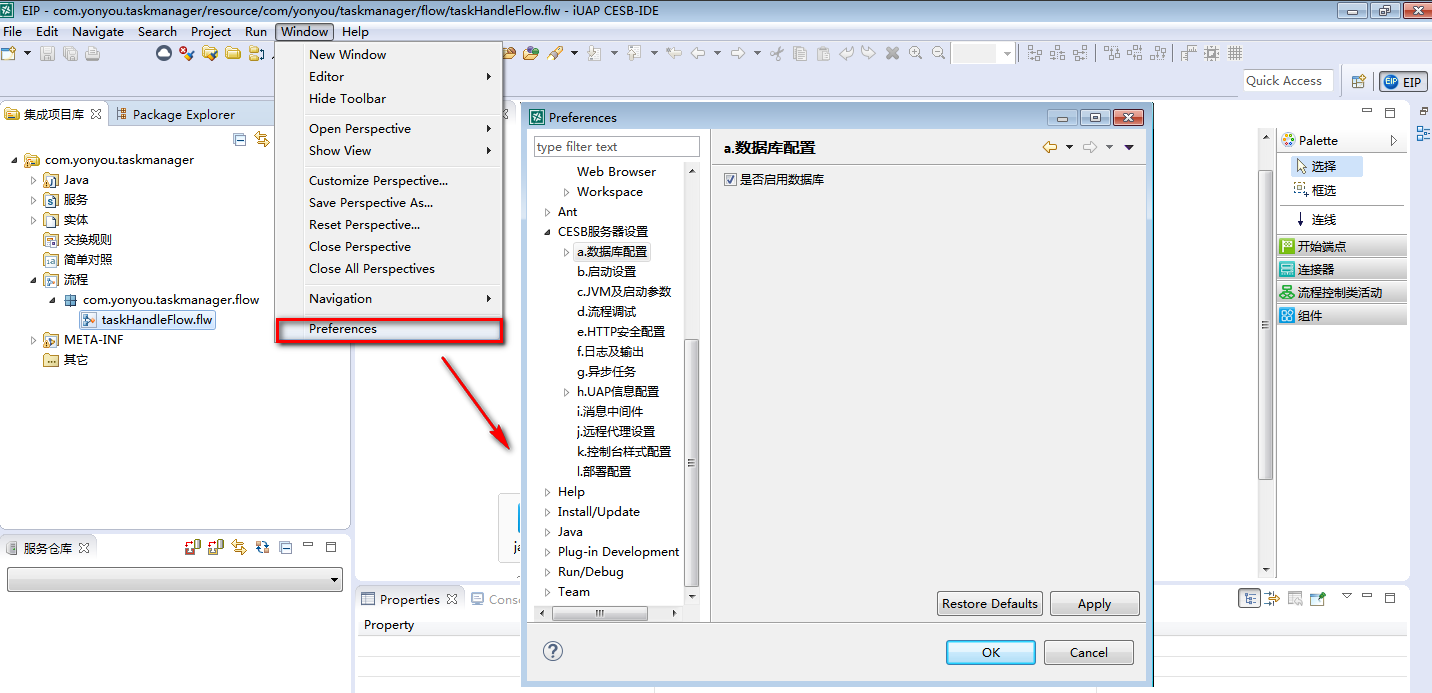 EIP - com.yonyou.taskmanager/resource/com/yonyou/taskmanager/flow/taskHandleFlow.flw - iUAP CESB-IDE
File Edit Navigate Search Project Run Window Help
Quick Access
EIP
集成项目库
Package Explorer
com.yonyou.taskmanager
Java
服务
实体
交换规则
简单对照
流程
com.yonyou.taskmanager.flow
taskHandleFlow.flw
META-INF
其它
服务仓库
New Window
Editor
Hide Toolbar
Open Perspective
Show View
Customize Perspective...
Save Perspective As...
Reset Perspective...
Close Perspective
Close All Perspectives
Navigation
Preferences
Preferences
type filter text
Web Browser
Workspace
Ant
CESB服务器设置
a.数据库配置
b.启动设置
c.JVM及启动参数
d.流程调试
e.HTTP安全配置
f.日志及输出
g.异步任务
h.UAP信息配置
i.消息中间件
j.远程代理设置
k.控制台样式配置
l.部署配置
Help
Install/Update
Java
Plug-in Development
Run/Debug
Team
a.数据库配置
是否启用数据库
Restore Defaults
Apply
OK
Cancel
Palette
选择
框选
连线
开始端点
连接器
流程控制类活动
组件
Properties
Cons
Property